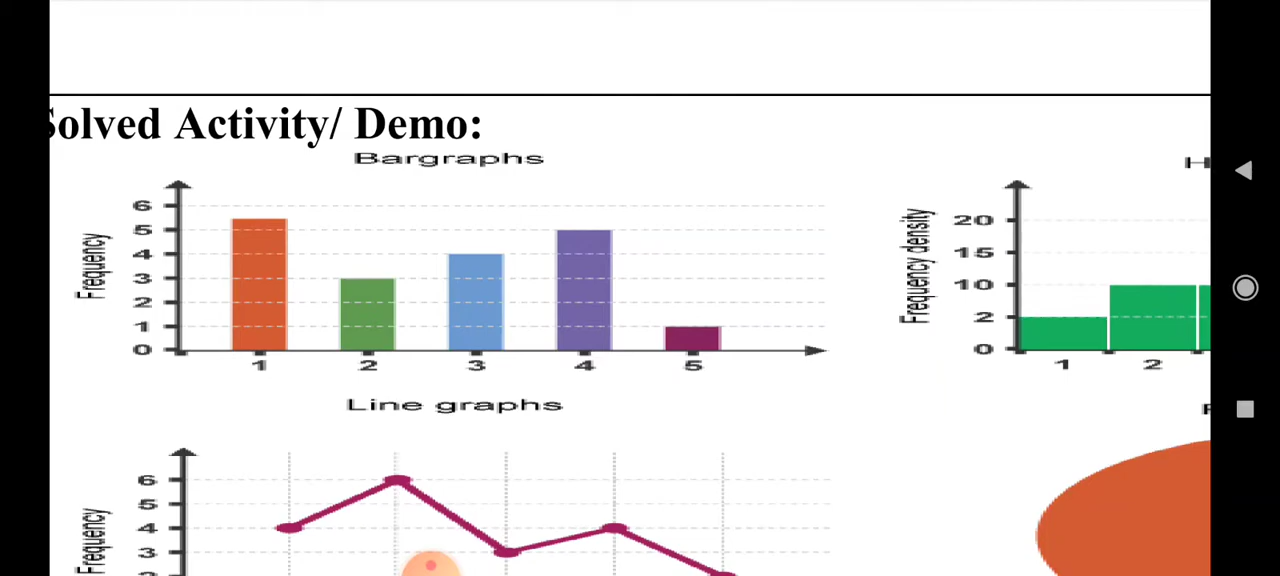 Solved Activity/ Demo:
Bargraphs
Frequency
6
5
4
3
2
1
0
1 2 3 4 5
Frequency density
20
15
10
2
0
1 2
Line graphs
Frequency
6
5
4
3